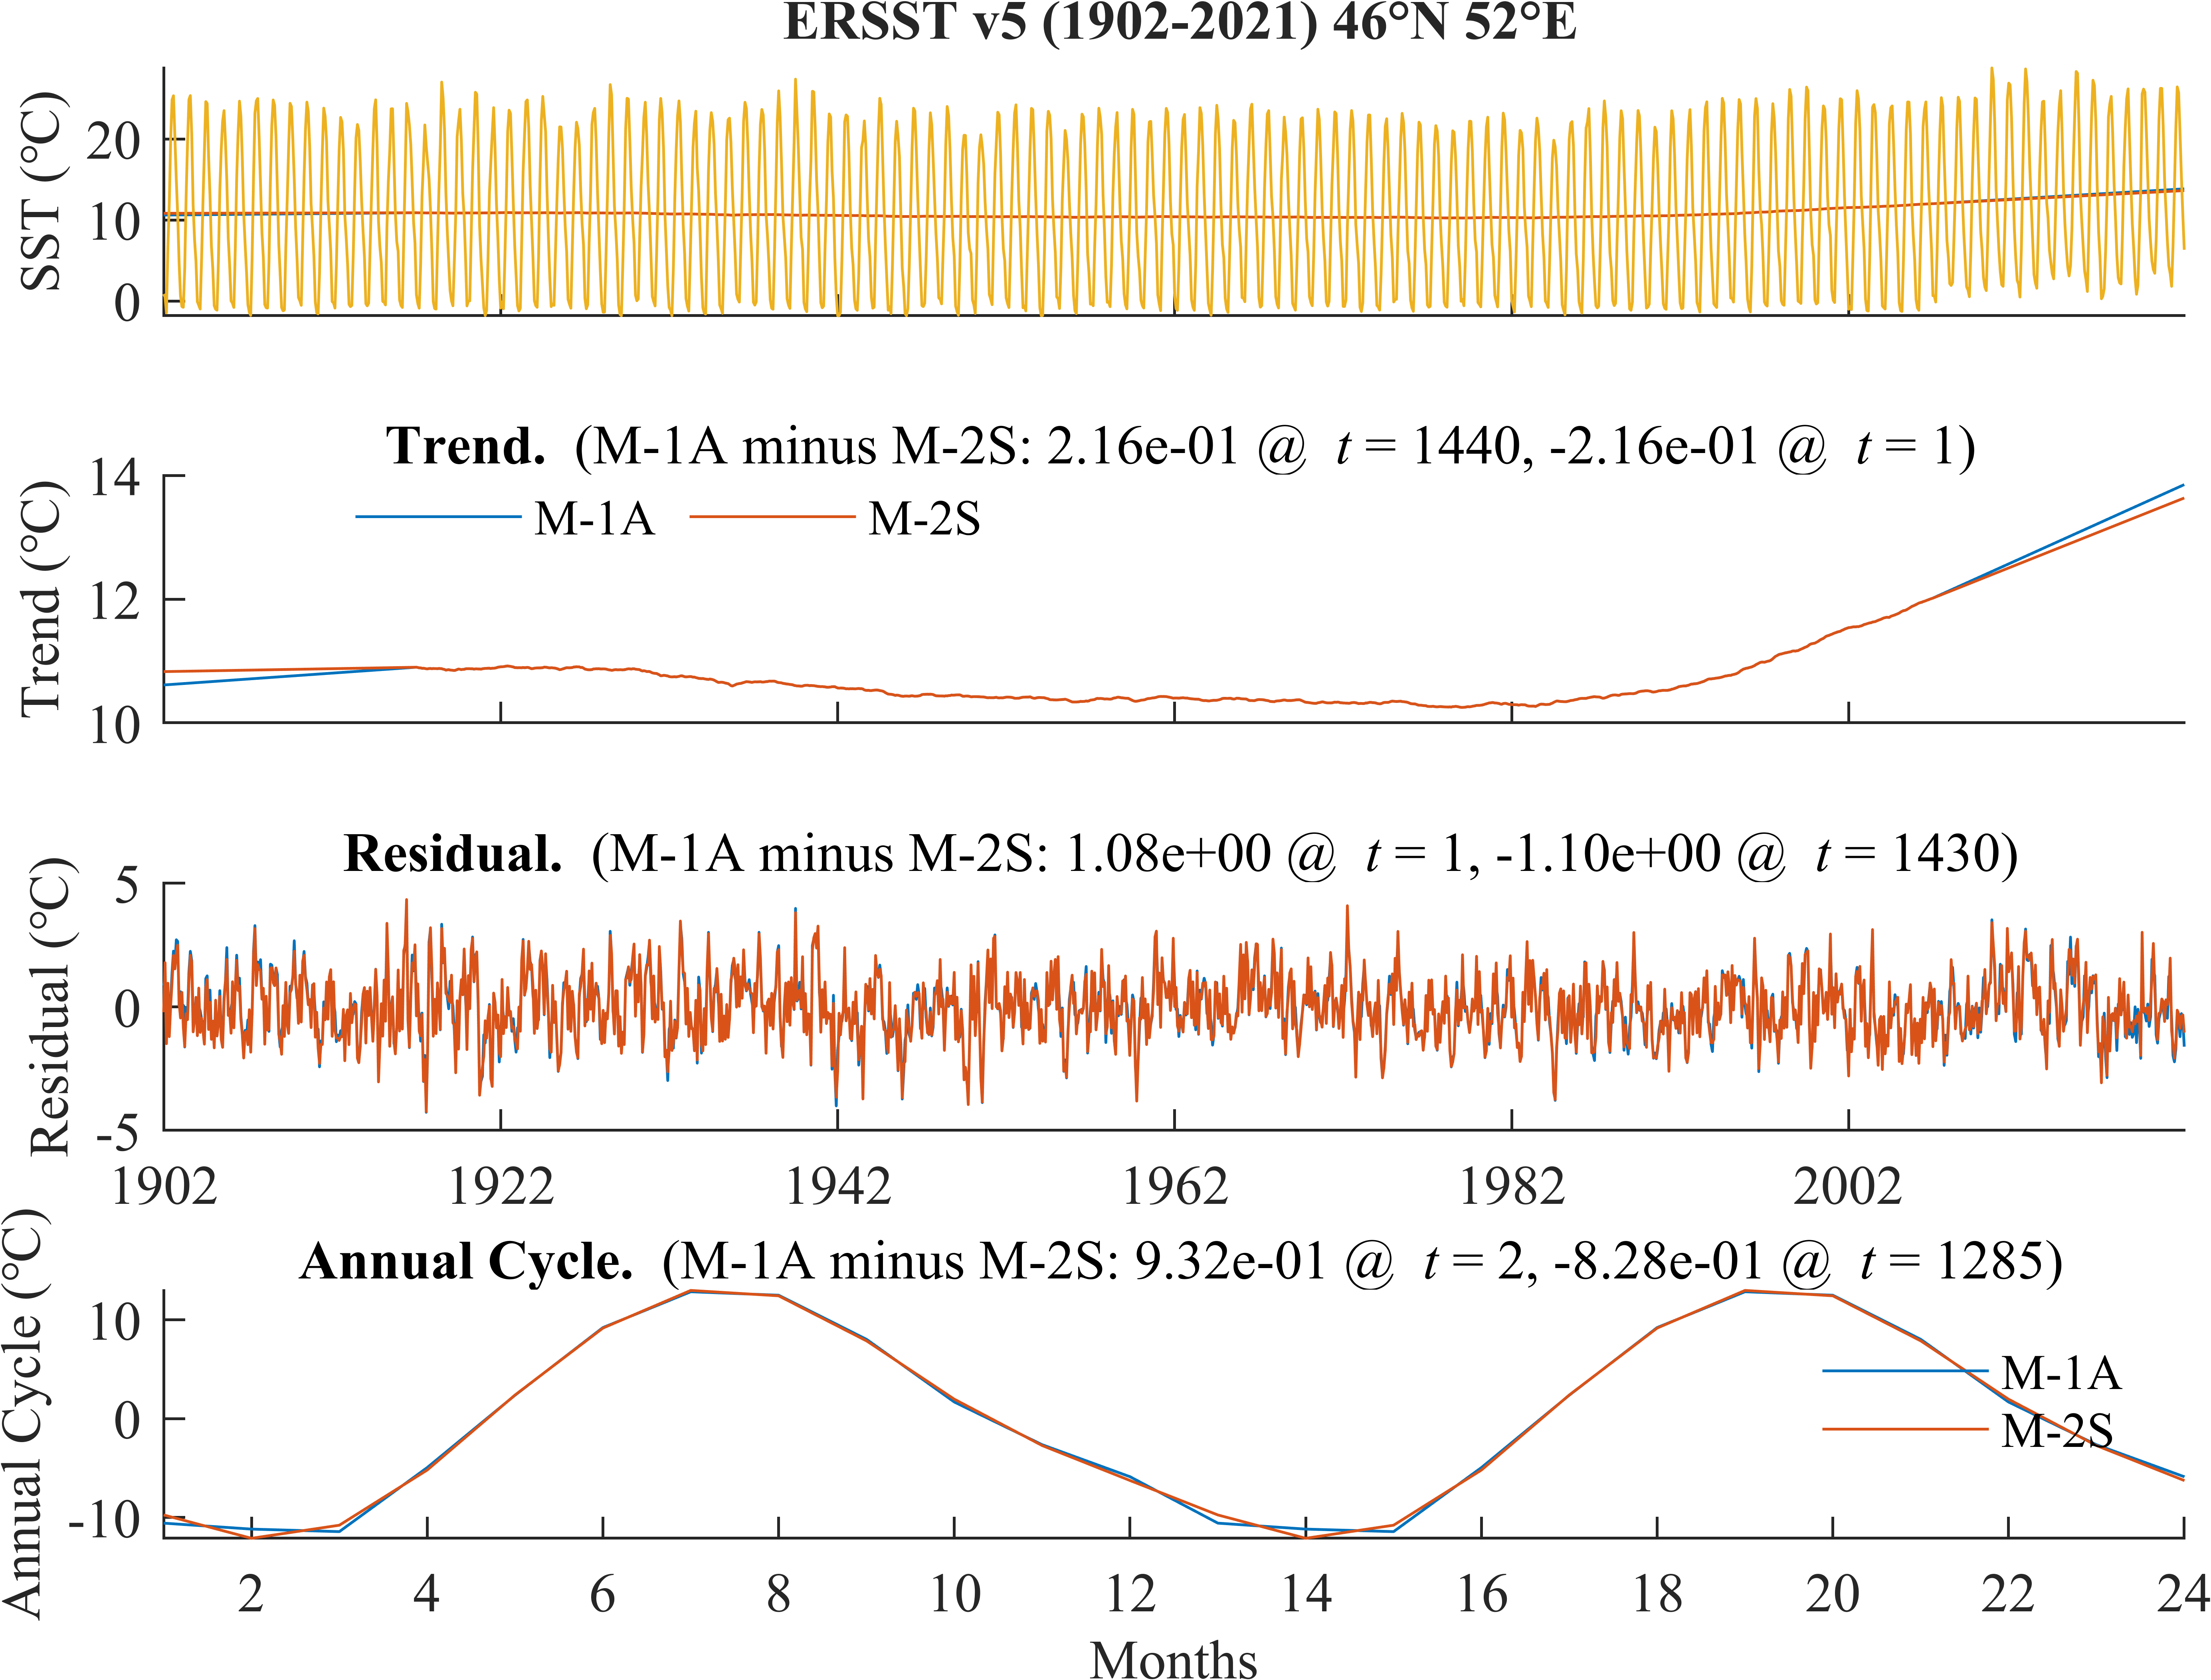 ERSST v5 (1902-2021) 46°N 52°E
SST (°C)
20
10
0
Trend. (M-1A minus M-2S: 2.16e-01 @ t = 1440, -2.16e-01 @ t = 1)
Trend (°C)
14
12
10
M-1A
M-2S
Residual. (M-1A minus M-2S: 1.08e+00 @ t = 1, -1.10e+00 @ t = 1430)
Residual (°C)
5
0
-5
1902 1922 1942 1962 1982 2002
Annual Cycle. (M-1A minus M-2S: 9.32e-01 @ t = 2, -8.28e-01 @ t = 1285)
Annual Cycle (°C)
10
0
-10
M-1A
M-2S
2 4 6 8 10 12 14 16 18 20 22 24
Months